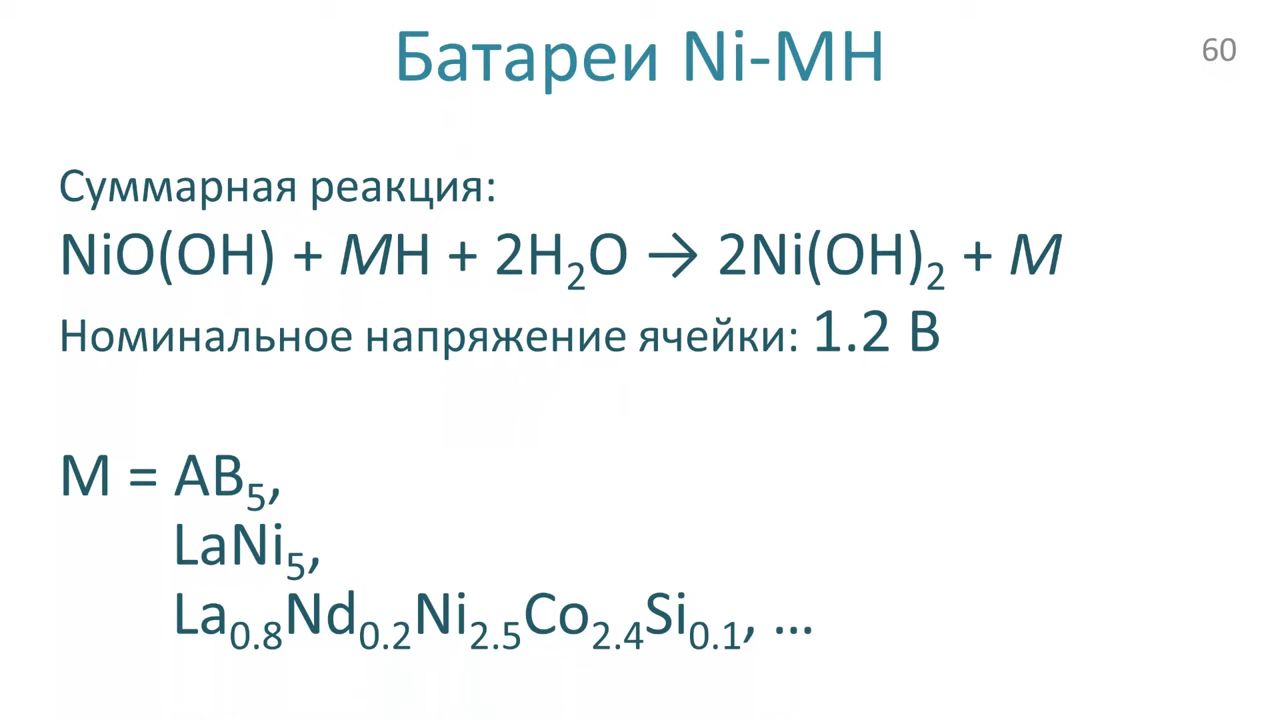 Батареи Ni-MH
60
Суммарная реакция:
NiO(OH) + MH + 2H₂O → 2Ni(OH)₂ + M
Номинальное напряжение ячейки: 1.2 В
M = AB₅,
LaNi₅,
La₀.₈Nd₀.₂Ni₂.₅Co₂.₄Si₀.₁, ...